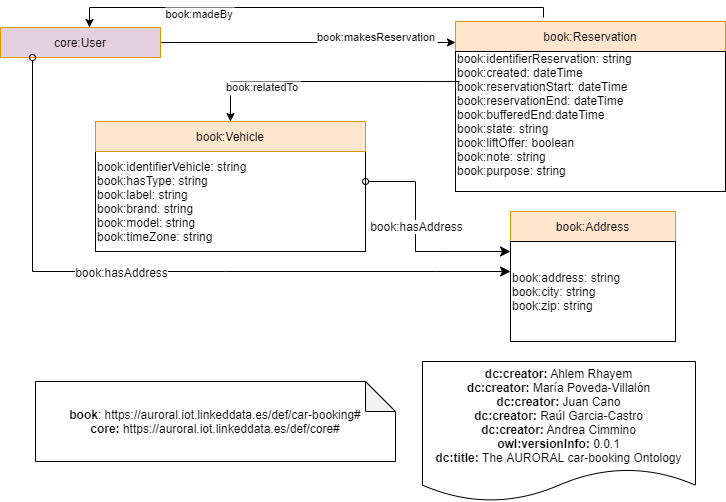 book:madeBy
core:User
book:makesReservation
book:Reservation
book:identifierReservation: string
book:created: dateTime
book:reservationStart: dateTime
book:reservationEnd: dateTime
book:bufferedEnd:dateTime
book:state: string
book:liftOffer: boolean
book:note: string
book:purpose: string
book:relatedTo
book:Vehicle
book:identifierVehicle: string
book:hasType: string
book:label: string
book:brand: string
book:model: string
book:timeZone: string
book:hasAddress
book:Address
book:address: string
book:city: string
book:zip: string
book:hasAddress
book: https://auroral.iot.linkeddata.es/def/car-booking#
core: https://auroral.iot.linkeddata.es/def/core#
dc:creator: Ahlem Rhayem
dc:creator: María Poveda-Villalón
dc:creator: Juan Cano
dc:creator: Raúl Garcia-Castro
dc:creator: Andrea Cimmino
owl:versionInfo: 0.0.1
dc:title: The AURORAL car-booking Ontology